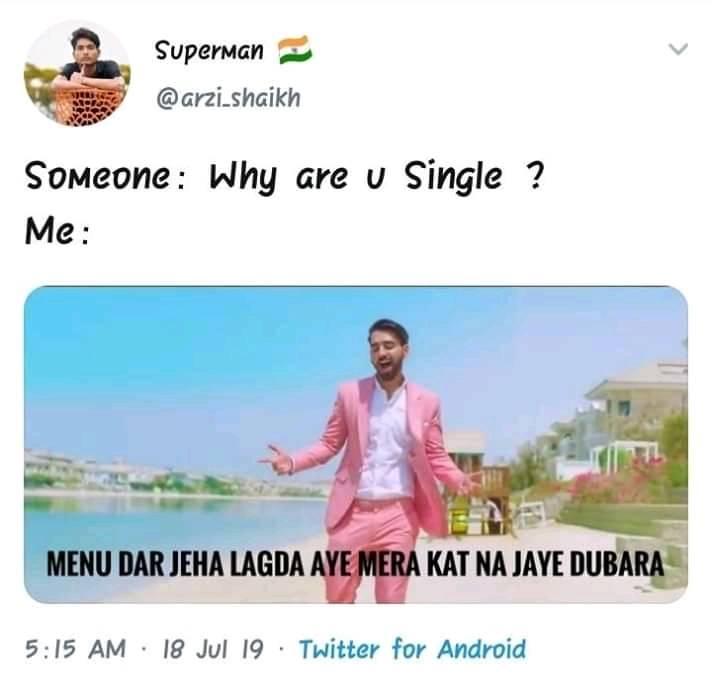 Superman 🇮🇳
@arzi_shaikh
Someone: Why are u Single ?
Me:
MENU DAR JEHA LAGDA AYE MERA KAT NA JAYE DUBARA
5:15 AM · 18 Jul 19 · Twitter for Android